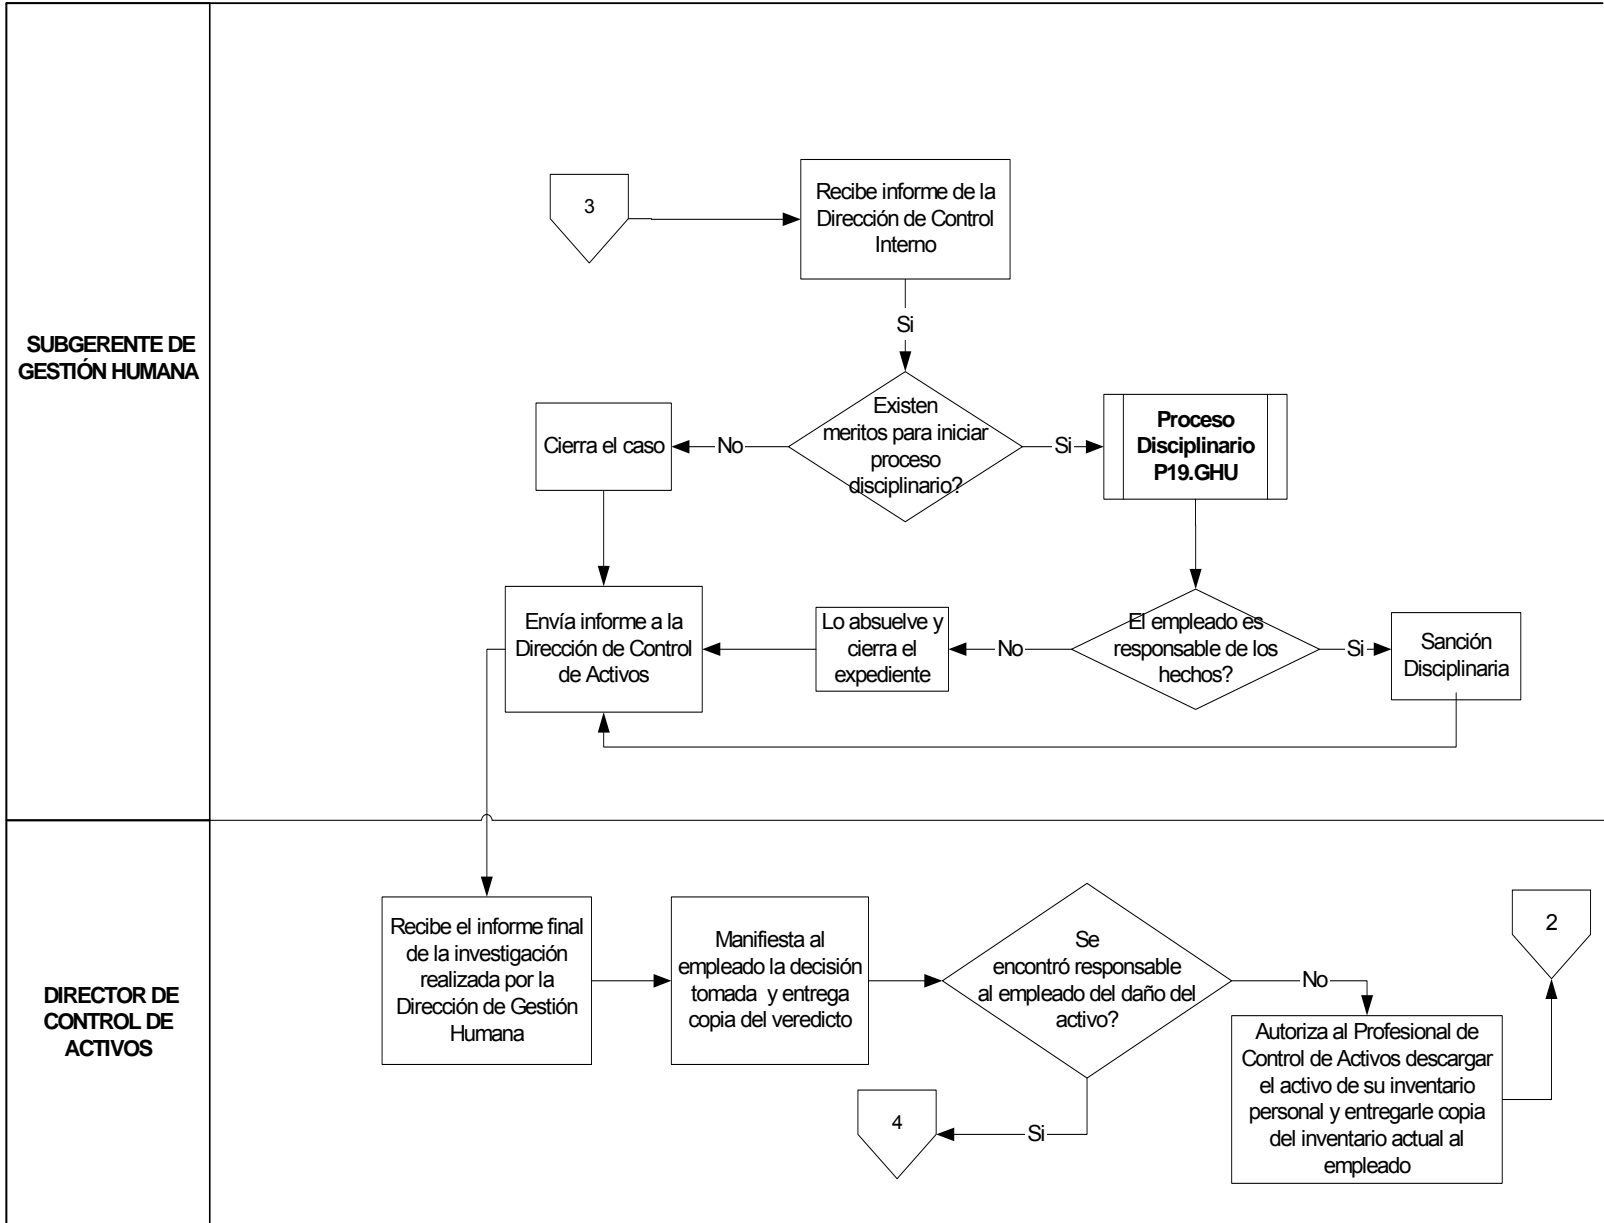 SUBGERENTE DE
GESTIÓN HUMANA
3
Recibe informe de la
Dirección de Control
Interno
Si
Existen
meritos para iniciar
proceso
disciplinario?
No
Cierra el caso
Si
Proceso
Disciplinario
P19.GHU
Envía informe a la
Dirección de Control
de Activos
Lo absuelve y
cierra el
expediente
No
El empleado es
responsable de los
hechos?
Si
Sanción
Disciplinaria
DIRECTOR DE
CONTROL DE
ACTIVOS
Recibe el informe final
de la investigación
realizada por la
Dirección de Gestión
Humana
Manifiesta al
empleado la decisión
tomada y entrega
copia del veredicto
Se
encontró responsable
al empleado del daño del
activo?
No
2
Autoriza al Profesional de
Control de Activos descargar
el activo de su inventario
personal y entregarle copia
del inventario actual al
empleado
Si
4